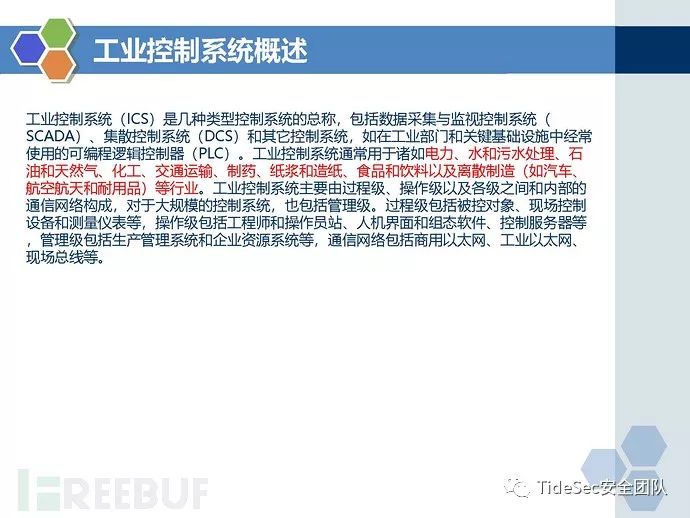 工业控制系统概述
工业控制系统（ICS）是几种类型控制系统的总称，包括数据采集与监视控制系统（
SCADA）、集散控制系统（DCS）和其它控制系统，如在工业部门和关键基础设施中经常
使用的可编程逻辑控制器（PLC）。工业控制系统通常用于诸如电力、水和污水处理、石
油和天然气、化工、交通运输、制药、纸浆和造纸、食品和饮料以及离散制造（如汽车、
航空航天和耐用品）等行业。工业控制系统主要由过程级、操作级以及各级之间和内部的
通信网络构成，对于大规模的控制系统，也包括管理级。过程级包括被控对象、现场控制
设备和测量仪表等，操作级包括工程师和操作员站、人机界面和组态软件、控制服务器等
，管理级包括生产管理系统和企业资源系统等，通信网络包括商用以太网、工业以太网、
现场总线等。
FREEBUF
TideSec安全团队